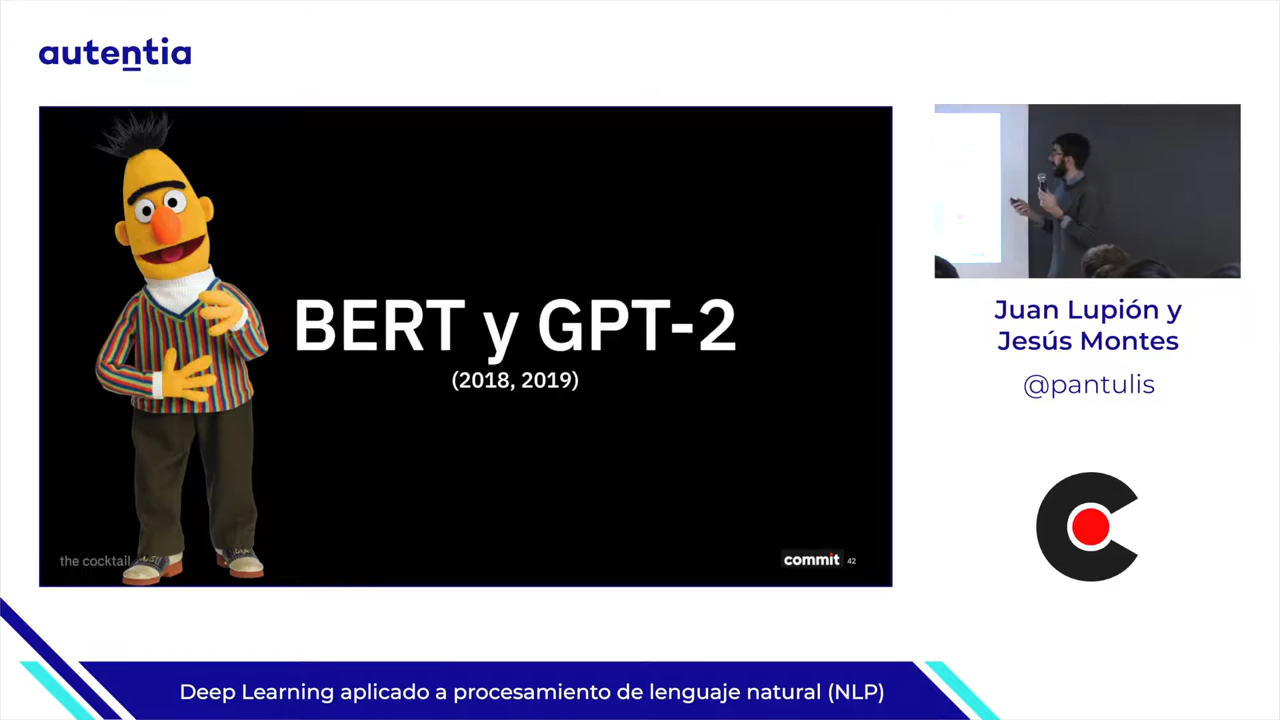 autentia
BERT y GPT-2
(2018, 2019)
the cocktail
commit 42
Juan Lupión y
Jesús Montes
@pantulis
Deep Learning aplicado a procesamiento de lenguaje natural (NLP)